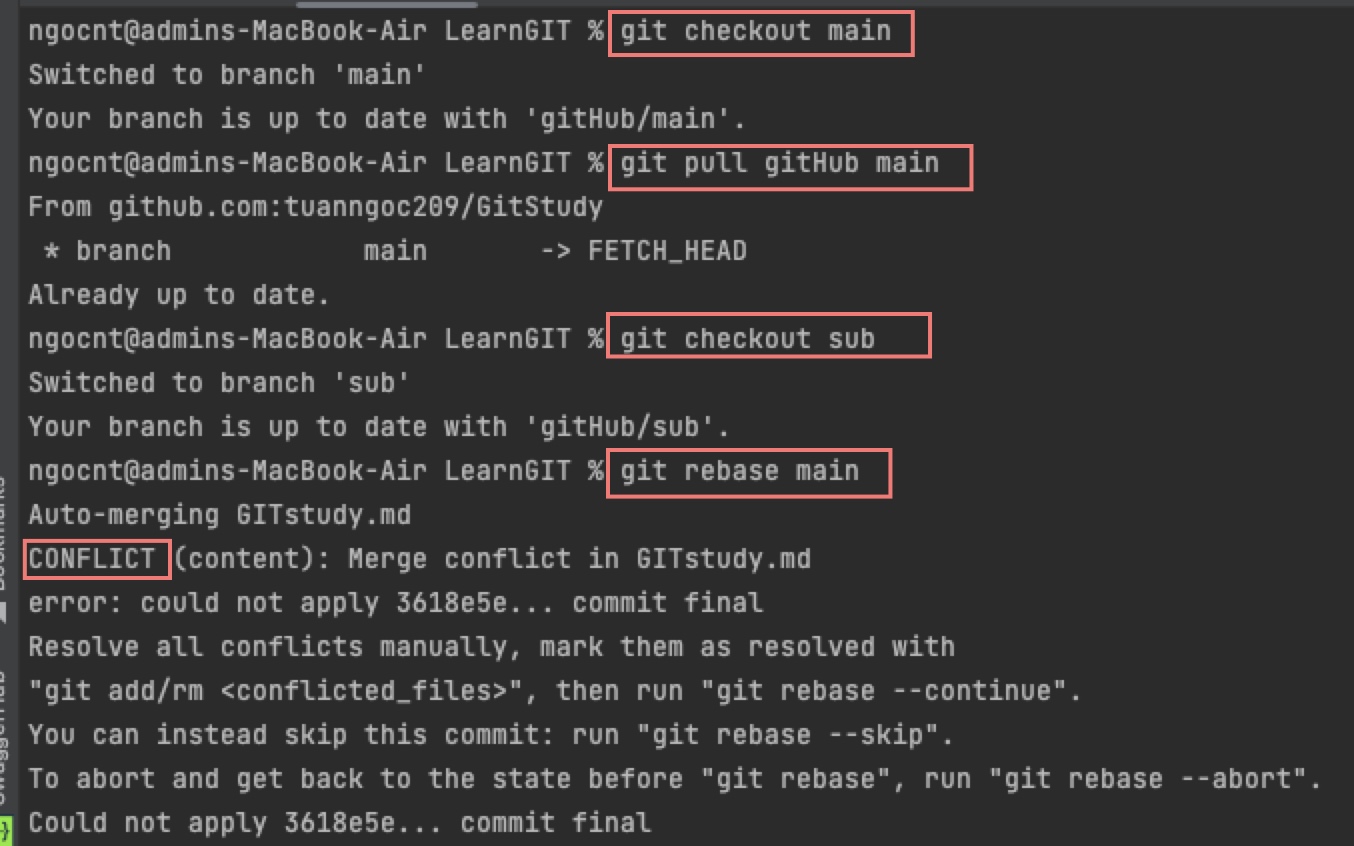 ngocnt@admins-MacBook-Air LearnGIT % git checkout main
Switched to branch 'main'
Your branch is up to date with 'gitHub/main'.
ngocnt@admins-MacBook-Air LearnGIT % git pull gitHub main
From github.com:tuanngoc209/GitStudy
 * branch            main       -> FETCH_HEAD
Already up to date.
ngocnt@admins-MacBook-Air LearnGIT % git checkout sub
Switched to branch 'sub'
Your branch is up to date with 'gitHub/sub'.
ngocnt@admins-MacBook-Air LearnGIT % git rebase main
Auto-merging GITstudy.md
CONFLICT (content): Merge conflict in GITstudy.md
error: could not apply 3618e5e... commit final
Resolve all conflicts manually, mark them as resolved with
"git add/rm <conflicted_files>", then run "git rebase --continue".
You can instead skip this commit: run "git rebase --skip".
To abort and get back to the state before "git rebase", run "git rebase --abort".
Could not apply 3618e5e... commit final